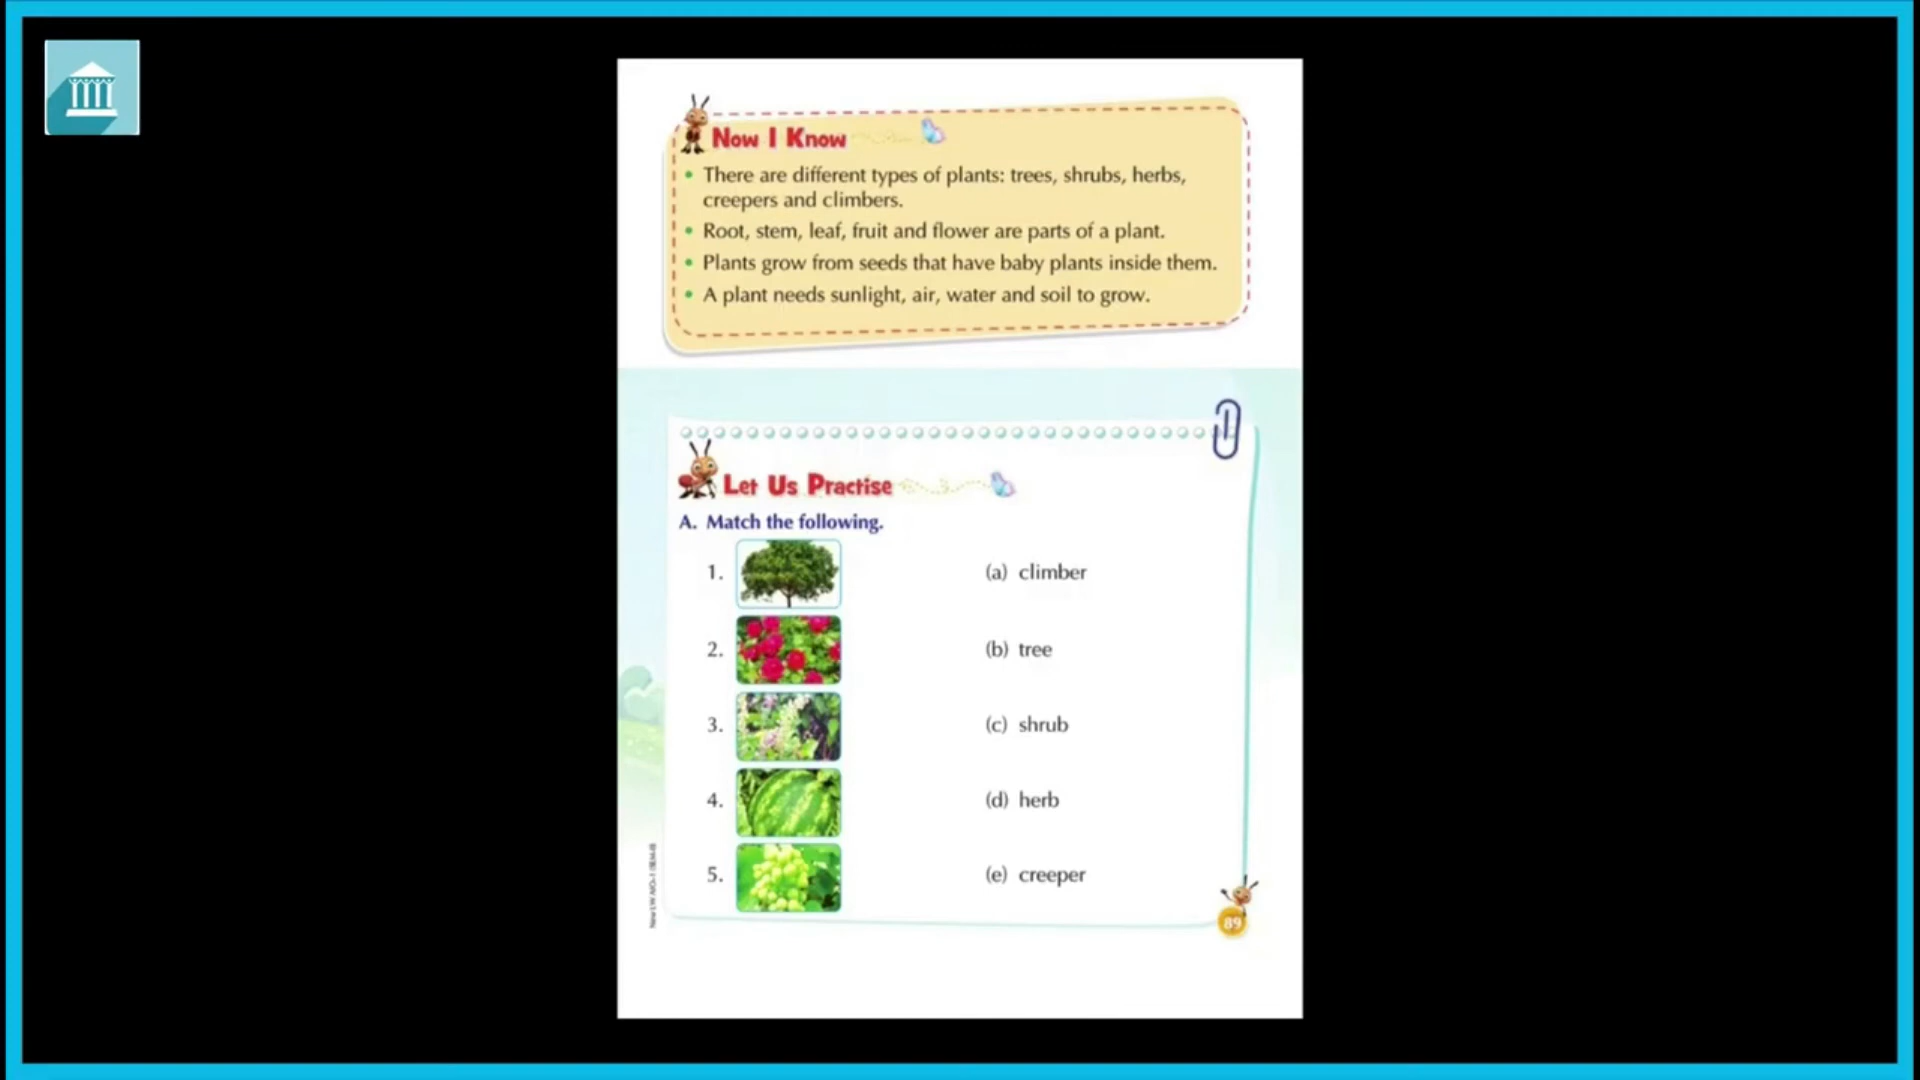 Now I Know
• There are different types of plants: trees, shrubs, herbs,
creepers and climbers.
• Root, stem, leaf, fruit and flower are parts of a plant.
• Plants grow from seeds that have baby plants inside them.
• A plant needs sunlight, air, water and soil to grow.
Let Us Practise
A. Match the following.
1. (a) climber
2. (b) tree
3. (c) shrub
4. (d) herb
5. (e) creeper
89